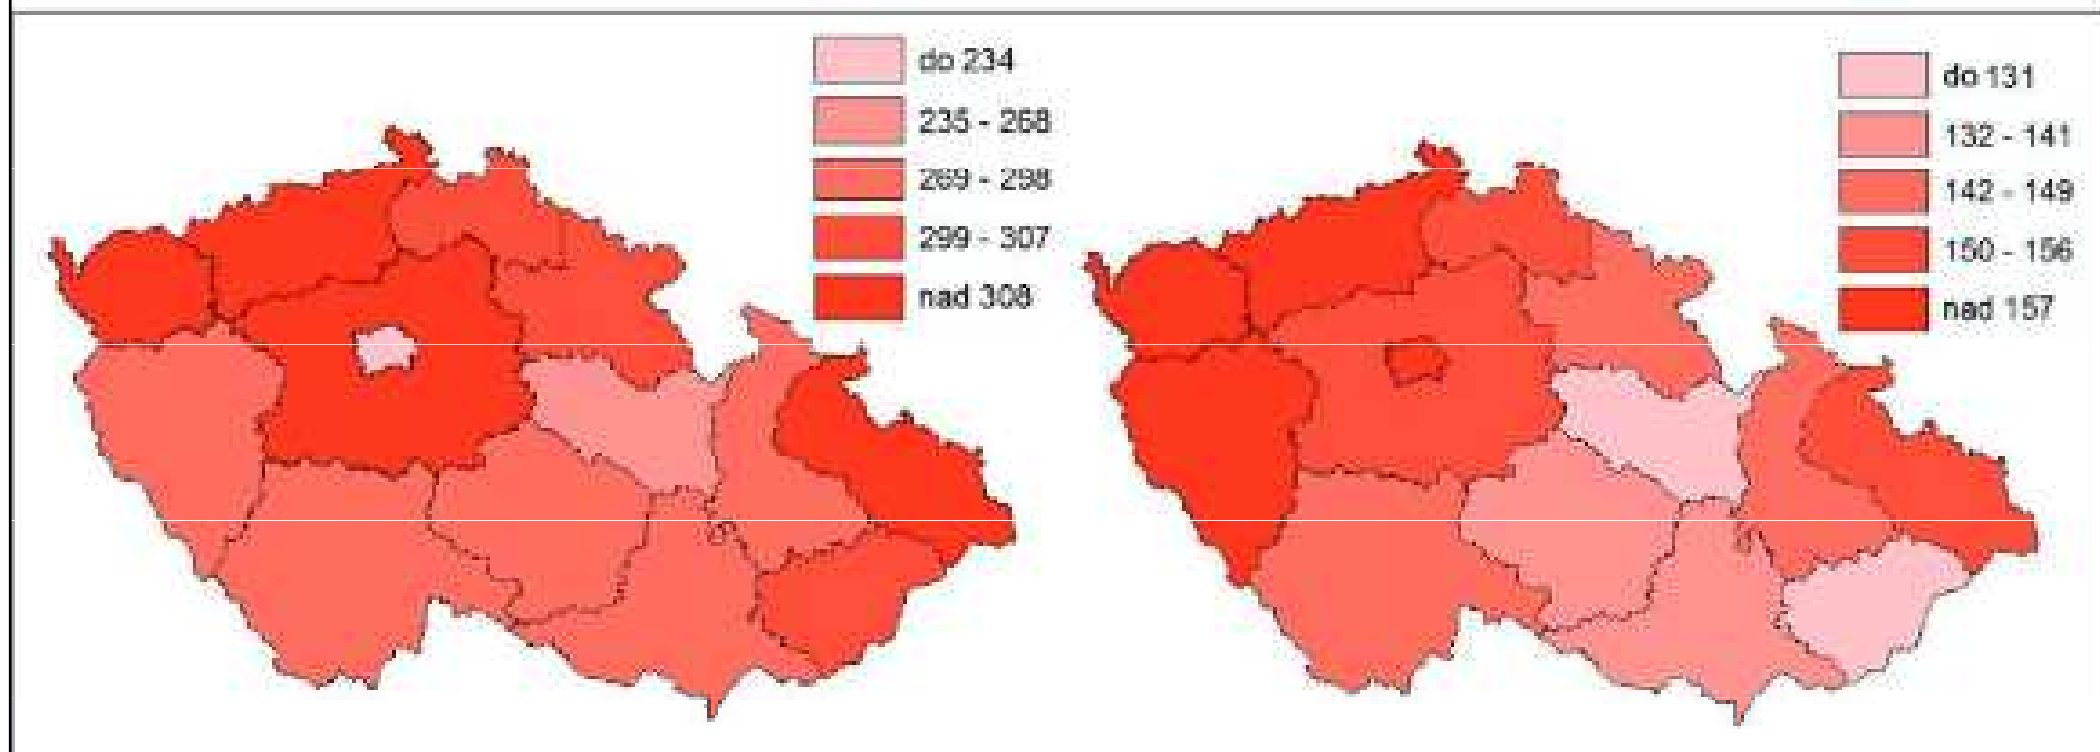 do 234
235 - 268
269 - 298
299 - 307
nad 308
do 131
132 - 141
142 - 149
150 - 156
nad 157